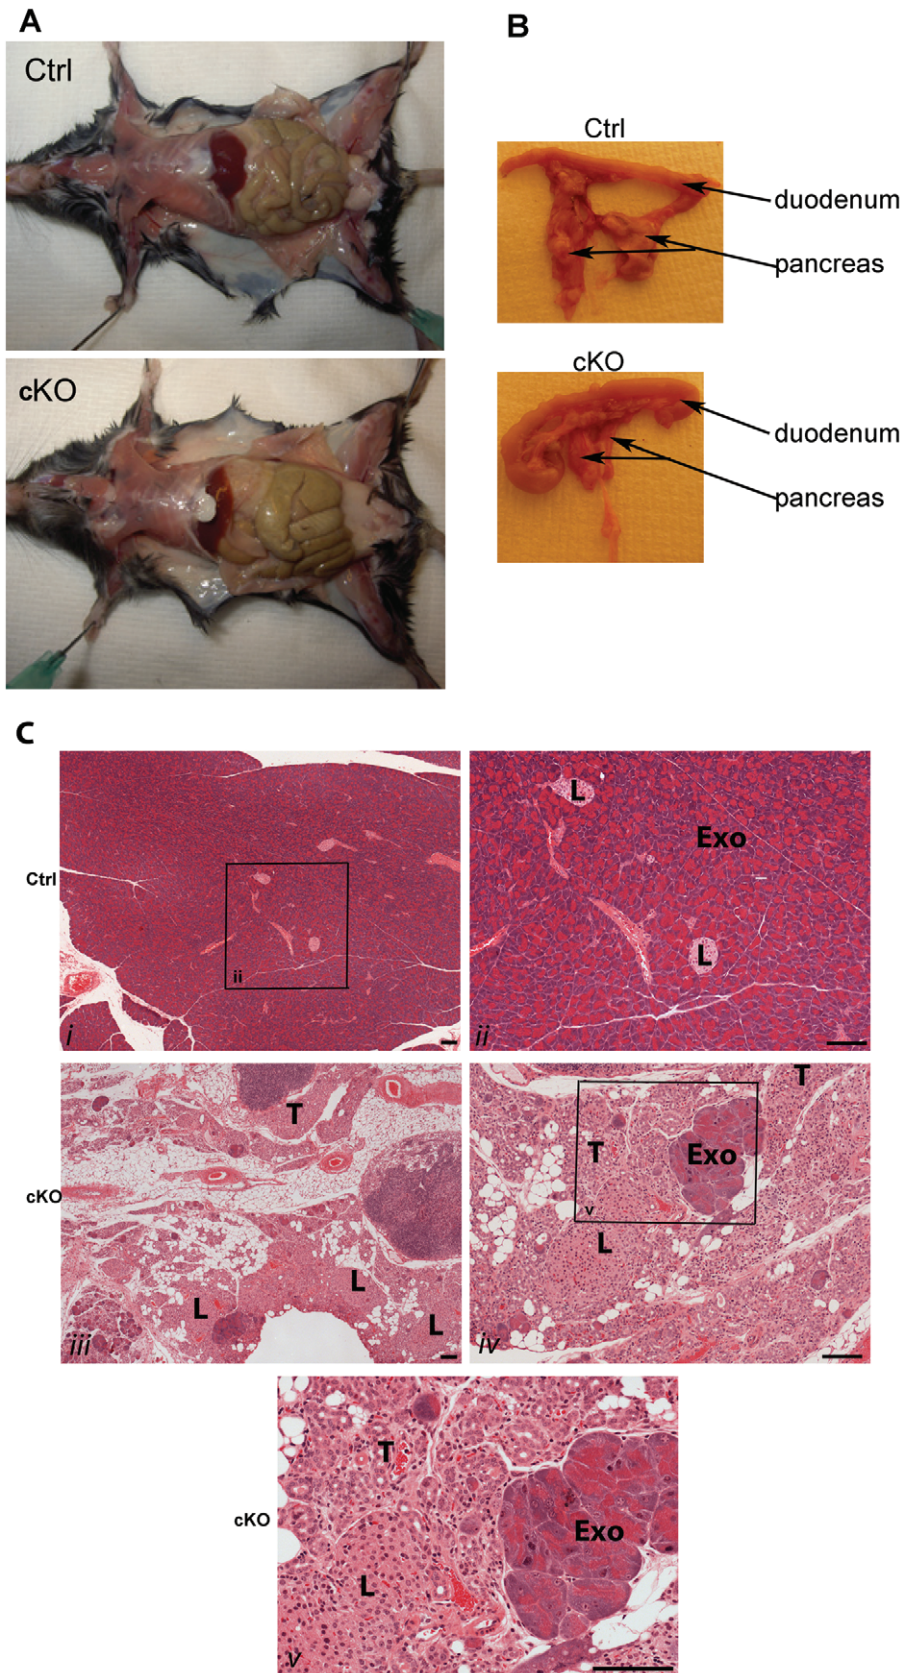 A
Ctrl
cKO
B
Ctrl
duodenum
pancreas
cKO
duodenum
pancreas
C
Ctrl
ii
i
L
Exo
L
ii
cKO
T
L
L
L
iii
T
T
Exo
v
L
iv
cKO
T
Exo
L
v